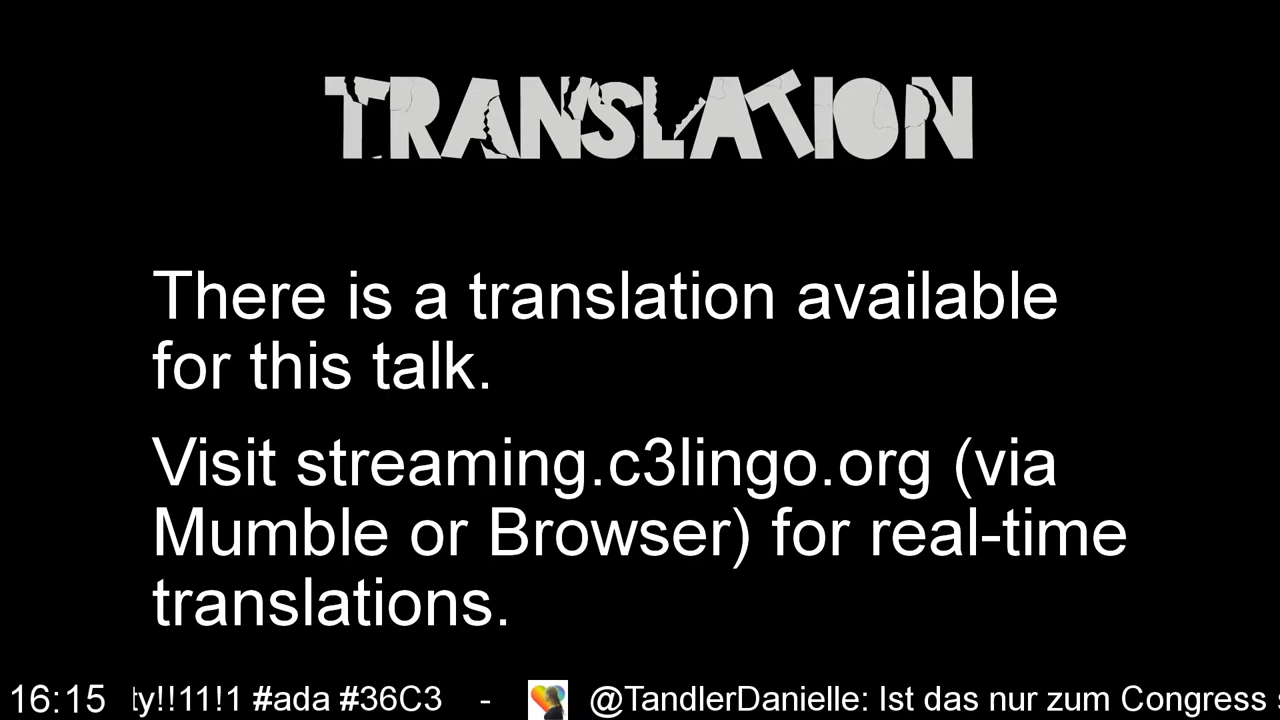 TRANSLATION
There is a translation available
for this talk.
Visit streaming.c3lingo.org (via
Mumble or Browser) for real-time
translations.
16:15 ty!!11!1 #ada #36C3 - @TandlerDanielle: Ist das nur zum Congress